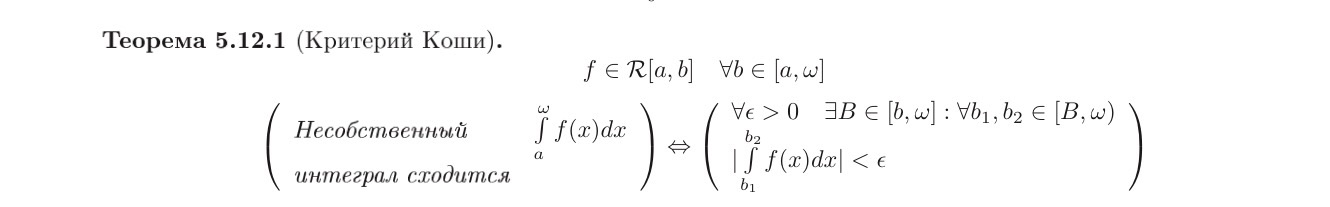 Теорема 5.12.1 (Критерий Коши).
f ∈ ℛ[a, b] ∀b ∈ [a, ω]
( Несобственный интеграл сходится ∫_a^ω f(x)dx ) ⇔ ( ∀ϵ > 0 ∃B ∈ [b, ω] : ∀b₁, b₂ ∈ [B, ω) |∫_{b₁}^{b₂} f(x)dx| < ϵ )